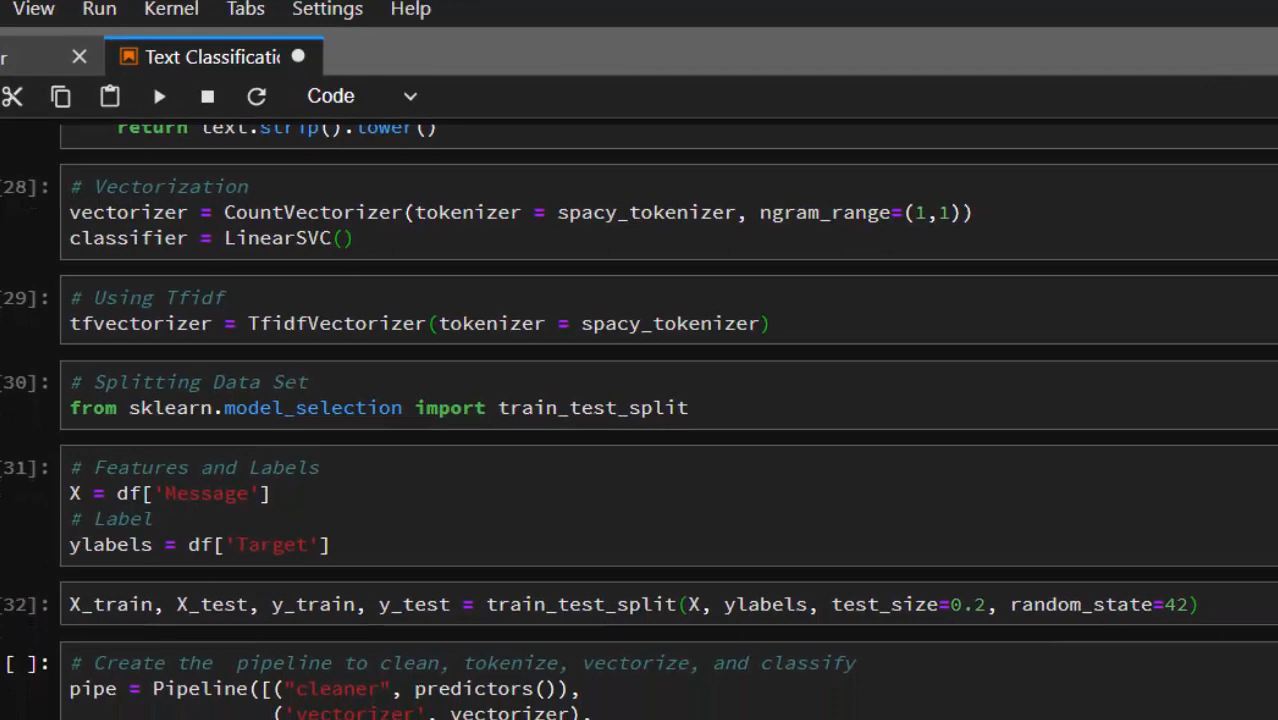 View Run Kernel Tabs Settings Help
r Text Classificatio
Code
return text.strip().lower()
[28]: # Vectorization
vectorizer = CountVectorizer(tokenizer = spacy_tokenizer, ngram_range=(1,1))
classifier = LinearSVC()
[29]: # Using Tfidf
tfvectorizer = TfidfVectorizer(tokenizer = spacy_tokenizer)
[30]: # Splitting Data Set
from sklearn.model_selection import train_test_split
[31]: # Features and Labels
X = df['Message']
# Label
ylabels = df['Target']
[32]: X_train, X_test, y_train, y_test = train_test_split(X, ylabels, test_size=0.2, random_state=42)
[ ]: # Create the  pipeline to clean, tokenize, vectorize, and classify
pipe = Pipeline([("cleaner", predictors()),
('vectorizer', vectorizer),